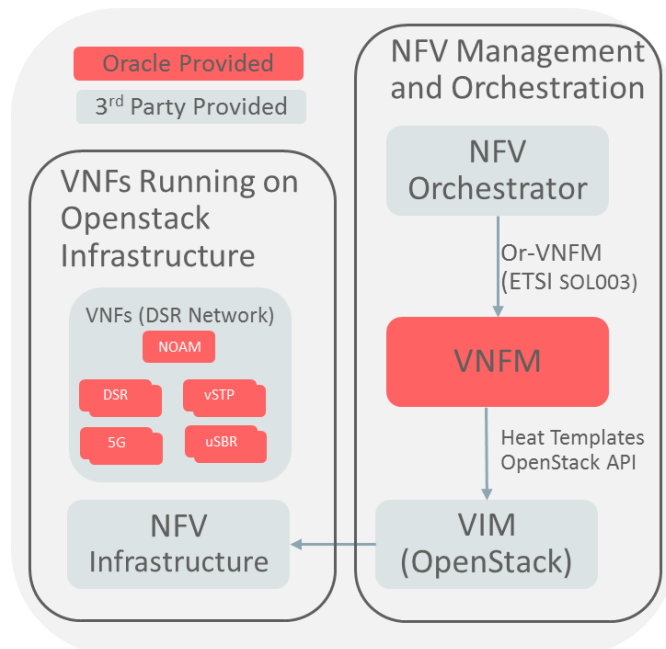 Oracle Provided
3rd Party Provided
VNFs Running on
Openstack
Infrastructure
VNFs (DSR Network)
NOAM
DSR
vSTP
5G
uSBR
NFV
Infrastructure
NFV Management
and Orchestration
NFV
Orchestrator
Or-VNFM
(ETSI SOL003)
VNFM
Heat Templates
OpenStack API
VIM
(OpenStack)